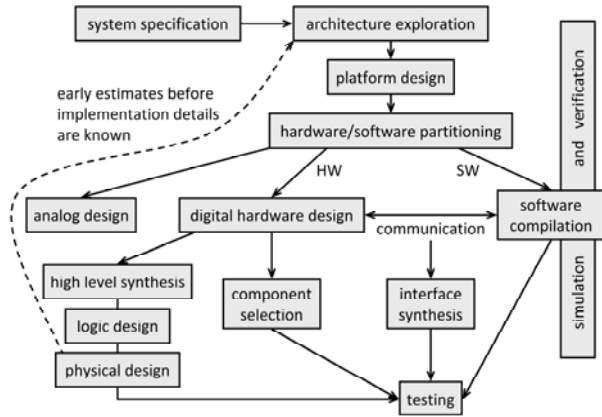 system specification
architecture exploration
platform design
early estimates before
implementation details
are known
hardware/software partitioning
HW
SW
analog design
digital hardware design
communication
software
compilation
simulation
and verification
high level synthesis
component
selection
interface
synthesis
logic design
physical design
testing